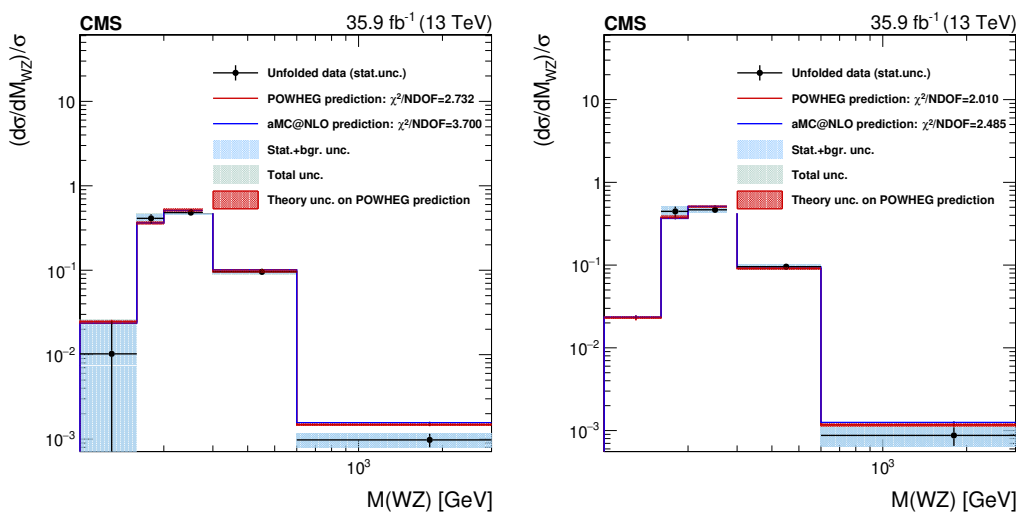 CMS 35.9 fb⁻¹ (13 TeV)
(dσ/dM_WZ)/σ
Unfolded data (stat.unc.)
POWHEG prediction: χ²/NDOF=2.732
aMC@NLO prediction: χ²/NDOF=3.700
Stat.+bgr. unc.
Total unc.
Theory unc. on POWHEG prediction
10
1
10⁻¹
10⁻²
10⁻³
10³
M(WZ) [GeV]
CMS 35.9 fb⁻¹ (13 TeV)
(dσ/dM_WZ)/σ
Unfolded data (stat.unc.)
POWHEG prediction: χ²/NDOF=2.010
aMC@NLO prediction: χ²/NDOF=2.485
Stat.+bgr. unc.
Total unc.
Theory unc. on POWHEG prediction
10
1
10⁻¹
10⁻²
10⁻³
10³
M(WZ) [GeV]